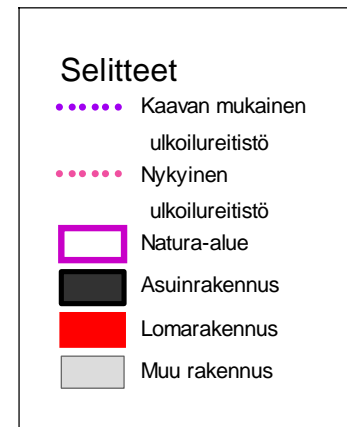 Selitteet
Kaavan mukainen
ulkoilureitistö
Nykyinen
ulkoilureitistö
Natura-alue
Asuinrakennus
Lomarakennus
Muu rakennus